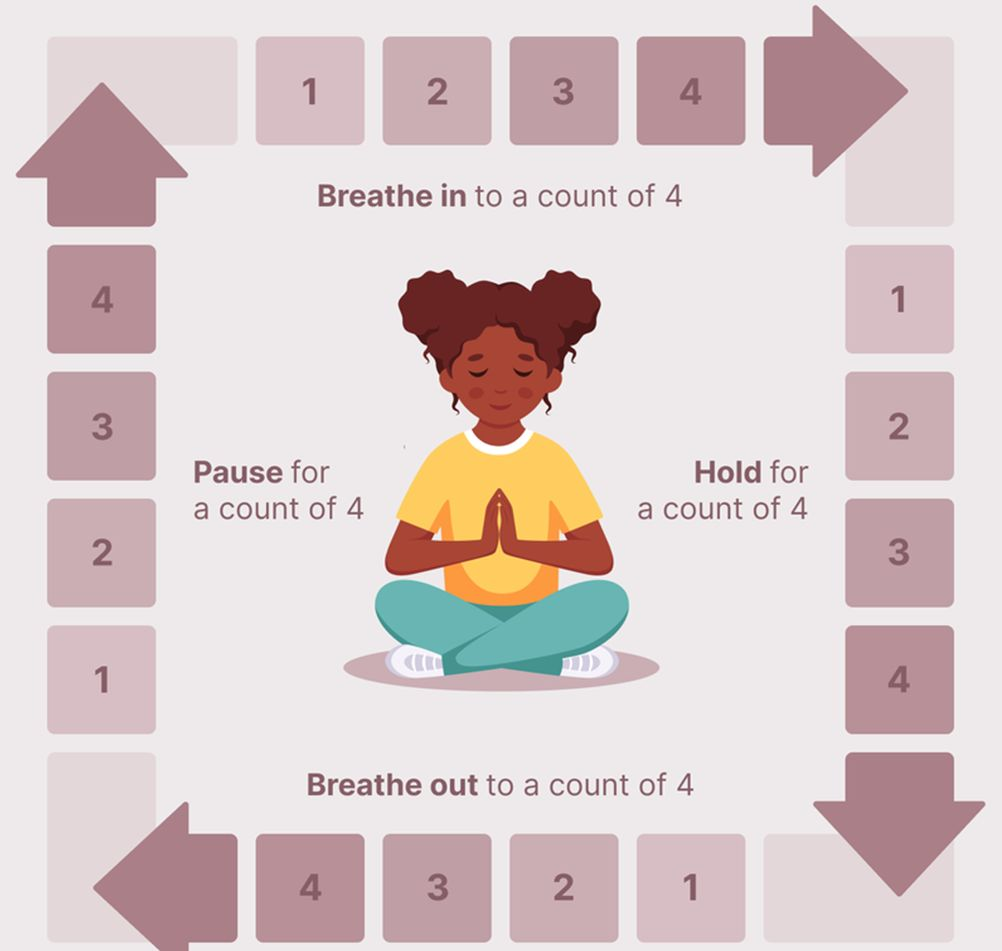 1 2 3 4
Breathe in to a count of 4
1
2
3
4
Hold for
a count of 4
Breathe out to a count of 4
4 3 2 1
4
3
2
1
Pause for
a count of 4